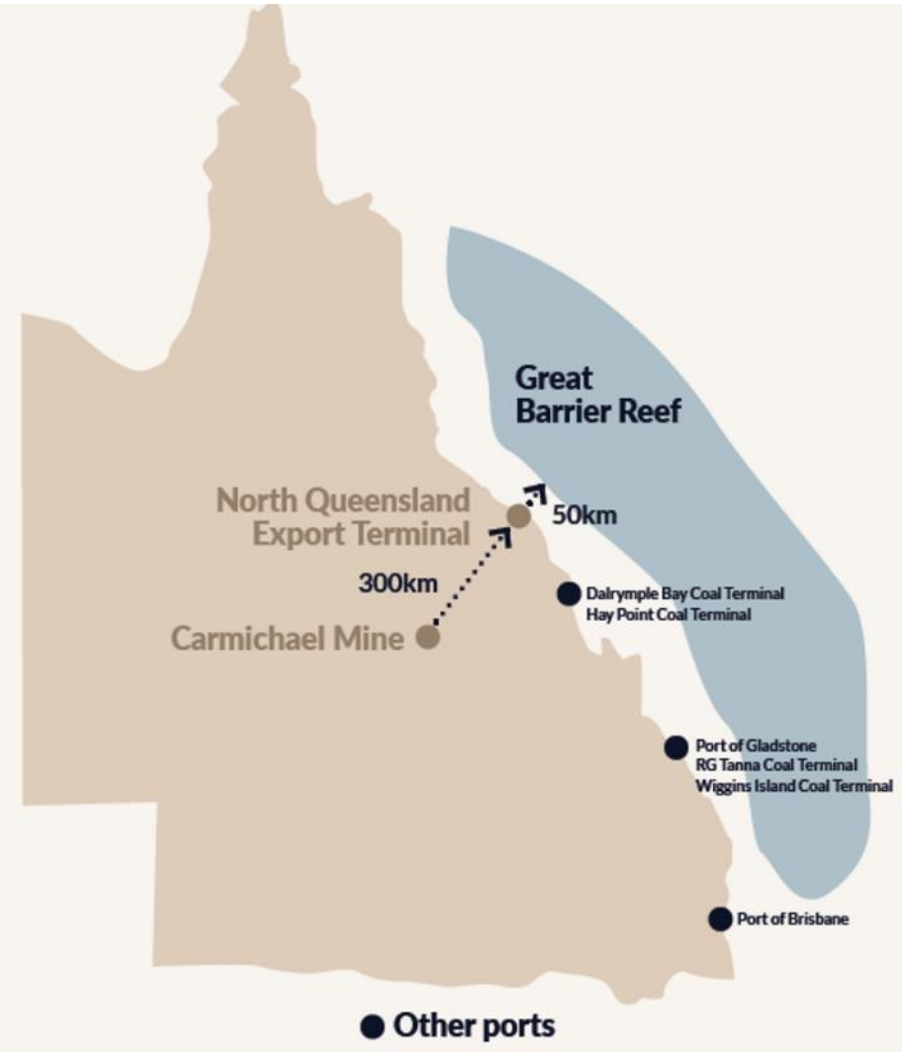 Great
Barrier Reef
North Queensland
Export Terminal
50km
300km
Dalrymple Bay Coal Terminal
Hay Point Coal Terminal
Carmichael Mine
Port of Gladstone
RG Tanna Coal Terminal
Wiggins Island Coal Terminal
Port of Brisbane
Other ports